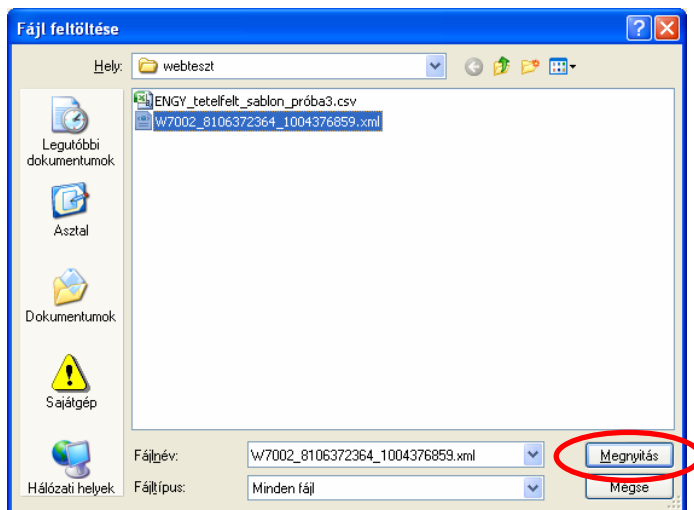 Fájl feltöltése
Hely:
webteszt
ENGY_tetelfelt_sablon_próba3.csv
W7002_8106372364_1004376859.xml
Legutóbbi
dokumentumok
Asztal
Dokumentumok
Sajátgép
Hálózati helyek
Fájlnév:
W7002_8106372364_1004376859.xml
Megnyitás
Fájltípus:
Minden fájl
Mégse